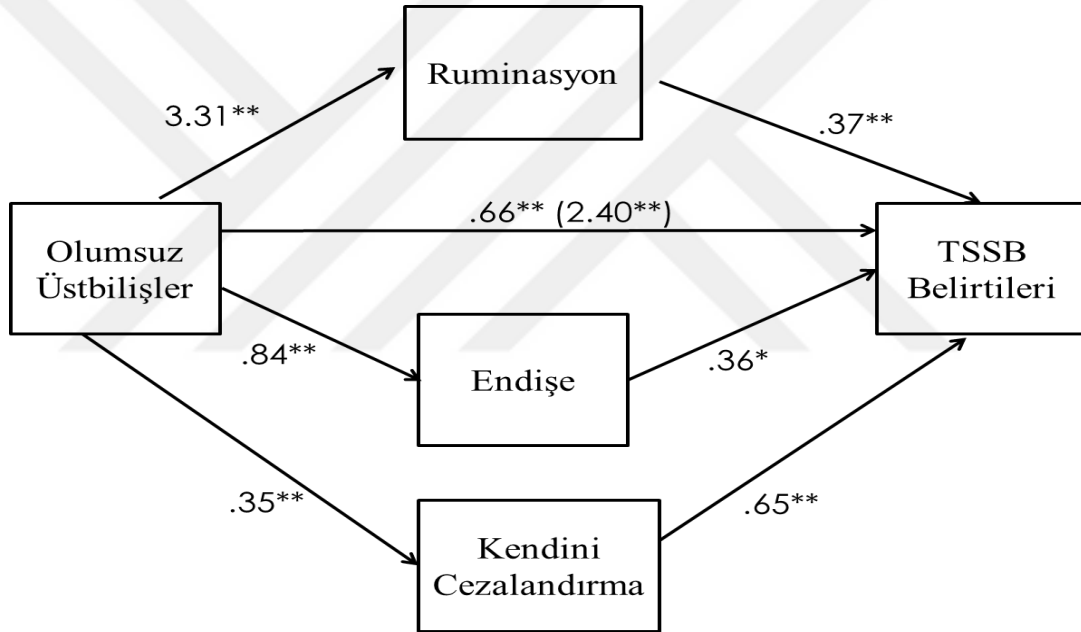 Ruminasyon
3.31**
.37**
.66** (2.40**)
Olumsuz
Üstbilişler
TSSB
Belirtileri
.84**
Endişe
.36*
.35**
.65**
Kendini
Cezalandırma